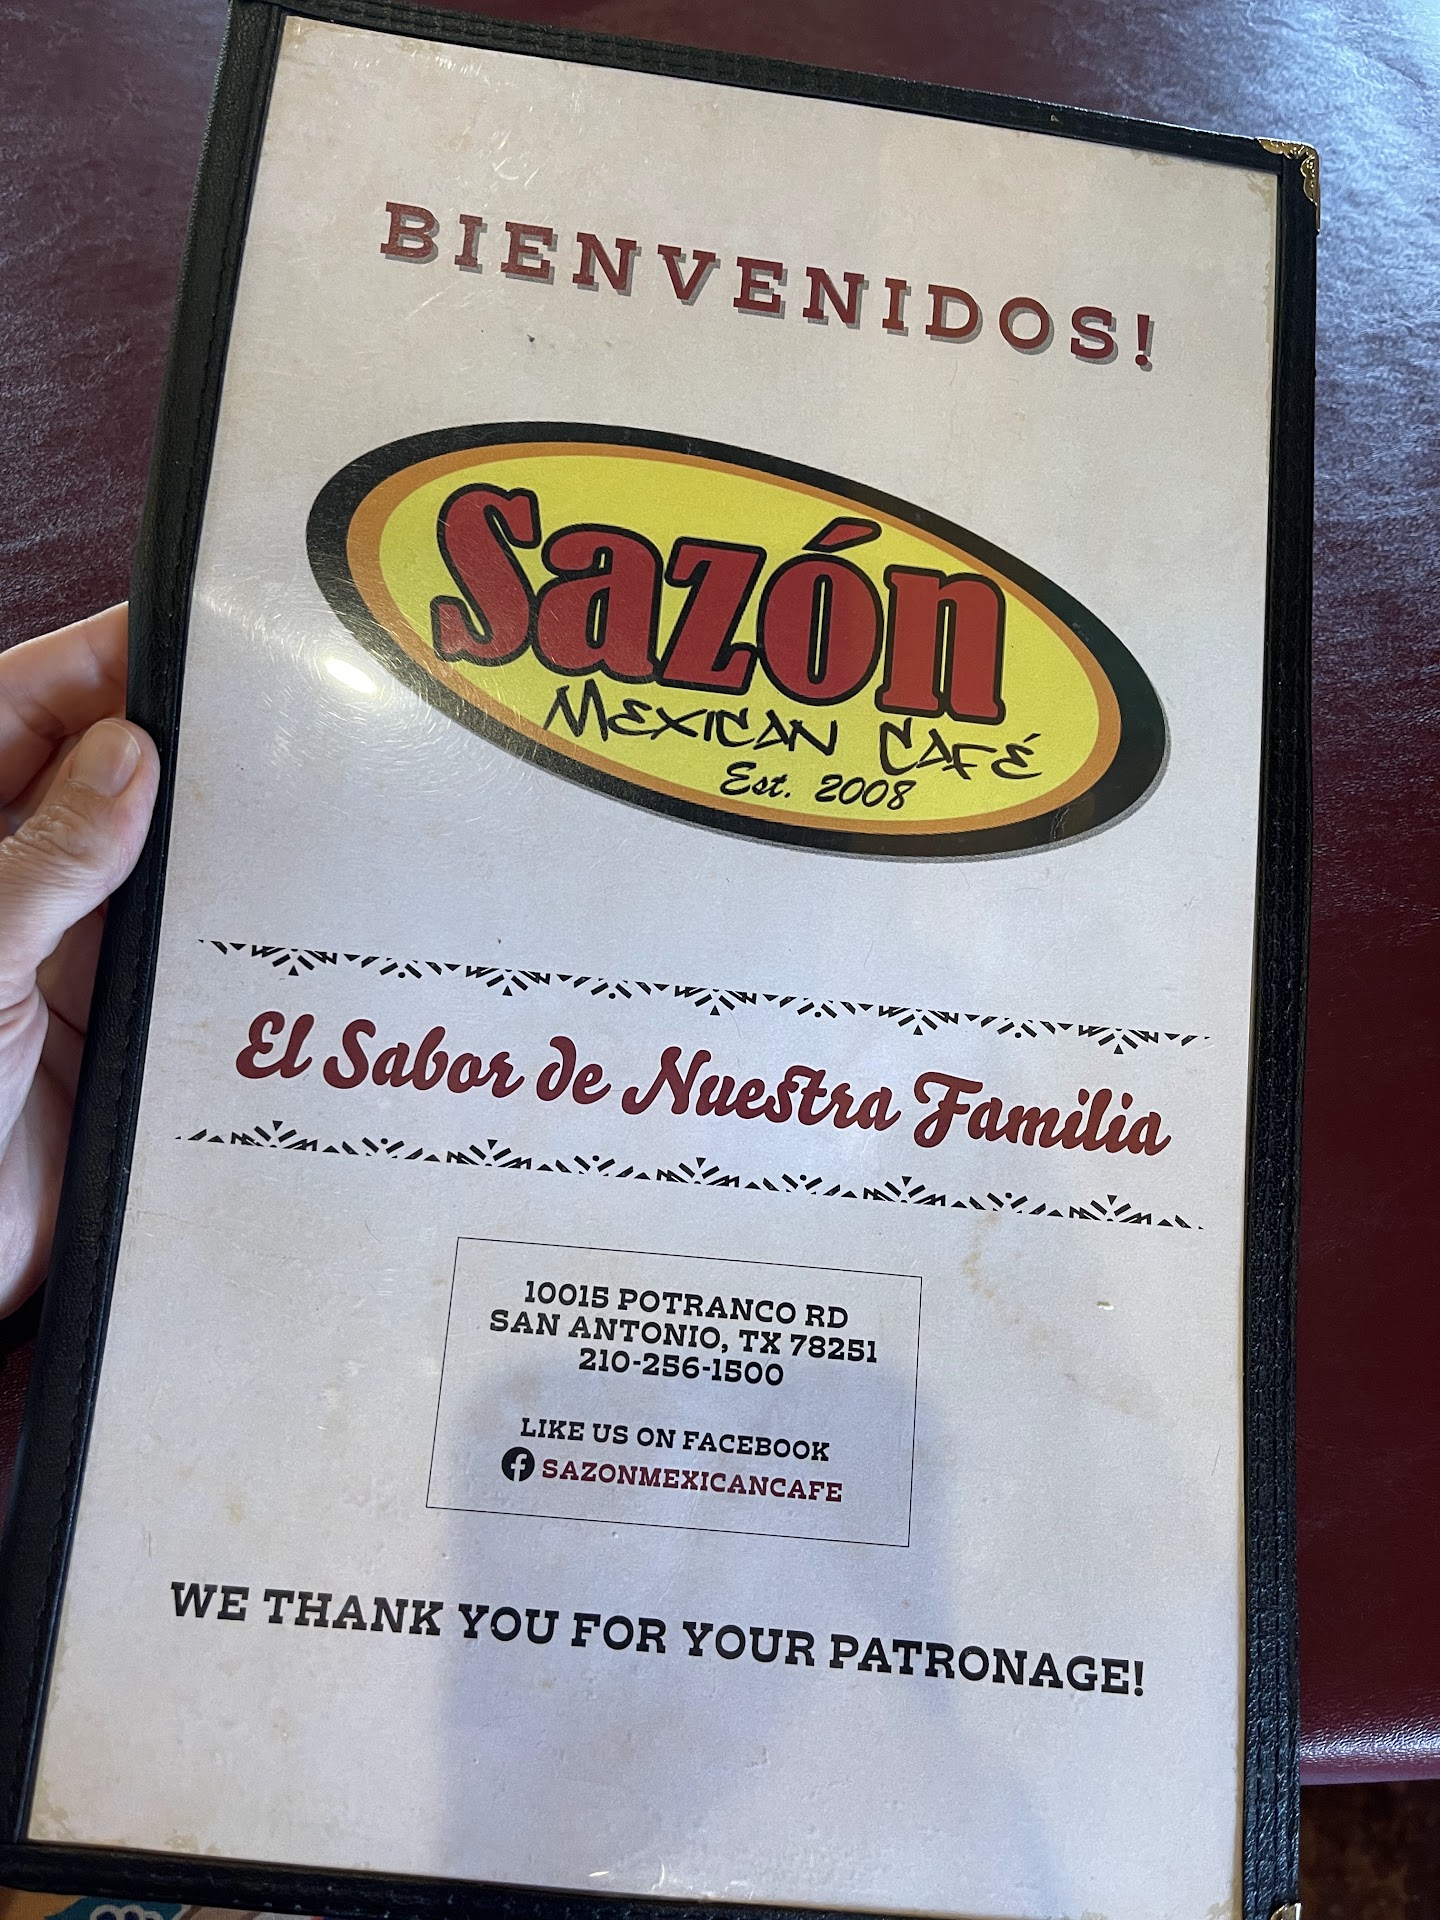 BIENVENIDOS!
Sazón
MEXICAN CAFÉ
Est. 2008
El Sabor de Nuestra Familia
10015 POTRANCO RD
SAN ANTONIO, TX 78251
210-256-1500
LIKE US ON FACEBOOK
SAZONMEXICANCAFE
WE THANK YOU FOR YOUR PATRONAGE!